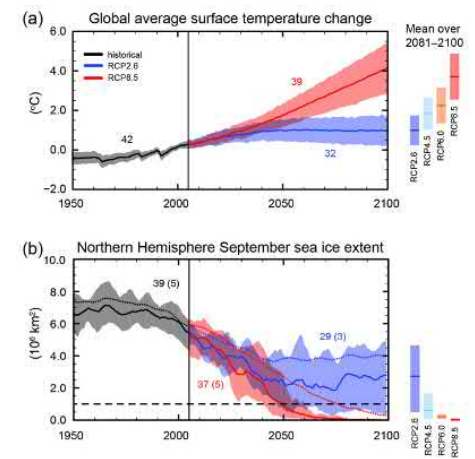 (a) Global average surface temperature change
Mean over
2081–2100
6.0
historical
RCP2.6
RCP8.5
39
4.0
(°C)
2.0
42
32
0.0
−2.0
1950
2000
2050
2100
RCP2.6
RCP4.5
RCP6.0
RCP8.5
(b) Northern Hemisphere September sea ice extent
10.0
39 (5)
8.0
29 (3)
6.0
(10⁶ km²)
4.0
37 (5)
2.0
0.0
1950
2000
2050
2100
RCP2.6
RCP4.5
RCP6.0
RCP8.5